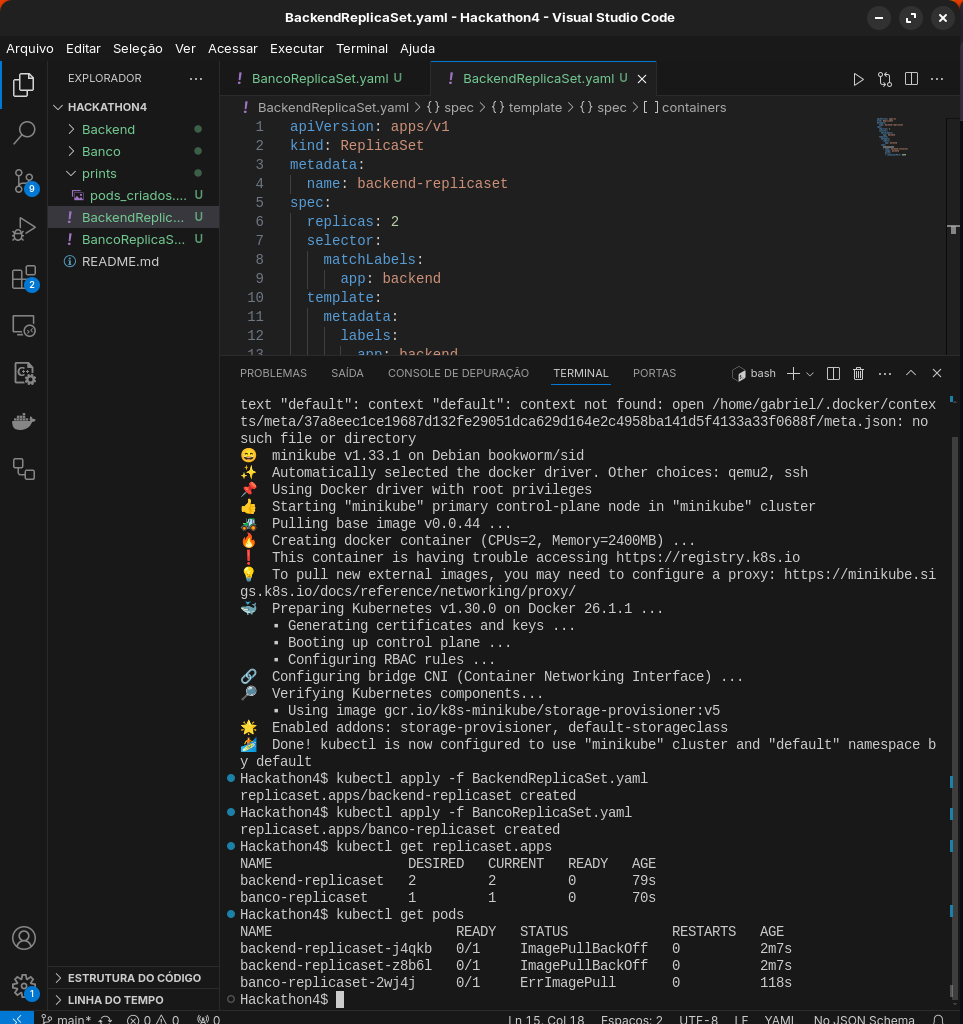 BackendReplicaSet.yaml - Hackathon4 - Visual Studio Code
Arquivo Editar Seleção Ver Acessar Executar Terminal Ajuda
EXPLORADOR
HACKATHON4
Backend
Banco
prints
pods_criados.... U
BackendReplic... U
BancoReplicaS... U
README.md
ESTRUTURA DO CÓDIGO
LINHA DO TEMPO
9
2
1
BancoReplicaSet.yaml U
BackendReplicaSet.yaml U
BackendReplicaSet.yaml > {} spec > {} template > {} spec > [ ] containers
1 apiVersion: apps/v1
2 kind: ReplicaSet
3 metadata:
4 name: backend-replicaset
5 spec:
6 replicas: 2
7 selector:
8 matchLabels:
9 app: backend
10 template:
11 metadata:
12 labels:
13 app: backend
PROBLEMAS SAÍDA CONSOLE DE DEPURAÇÃO TERMINAL PORTAS
bash
text "default": context "default": context not found: open /home/gabriel/.docker/contex
ts/meta/37a8eec1ce19687d132fe29051dca629d164e2c4958ba141d5f4133a33f0688f/meta.json: no
such file or directory
😄 minikube v1.33.1 on Debian bookworm/sid
✨ Automatically selected the docker driver. Other choices: qemu2, ssh
📌 Using Docker driver with root privileges
👍 Starting "minikube" primary control-plane node in "minikube" cluster
🚜 Pulling base image v0.0.44 ...
🔥 Creating docker container (CPUs=2, Memory=2400MB) ...
❗ This container is having trouble accessing https://registry.k8s.io
💡 To pull new external images, you may need to configure a proxy: https://minikube.si
gs.k8s.io/docs/reference/networking/proxy/
🐳 Preparing Kubernetes v1.30.0 on Docker 26.1.1 ...
▪ Generating certificates and keys ...
▪ Booting up control plane ...
▪ Configuring RBAC rules ...
🔗 Configuring bridge CNI (Container Networking Interface) ...
🔎 Verifying Kubernetes components...
▪ Using image gcr.io/k8s-minikube/storage-provisioner:v5
🌟 Enabled addons: storage-provisioner, default-storageclass
🏄 Done! kubectl is now configured to use "minikube" cluster and "default" namespace b
y default
Hackathon4$ kubectl apply -f BackendReplicaSet.yaml
replicaset.apps/backend-replicaset created
Hackathon4$ kubectl apply -f BancoReplicaSet.yaml
replicaset.apps/banco-replicaset created
Hackathon4$ kubectl get replicaset.apps
NAME DESIRED CURRENT READY AGE
backend-replicaset 2 2 0 79s
banco-replicaset 1 1 0 70s
Hackathon4$ kubectl get pods
NAME READY STATUS RESTARTS AGE
backend-replicaset-j4qkb 0/1 ImagePullBackOff 0 2m7s
backend-replicaset-z8b6l 0/1 ImagePullBackOff 0 2m7s
banco-replicaset-2wj4j 0/1 ErrImagePull 0 118s
Hackathon4$
main* 0 0 0 Ln 15, Col 18 Espaços: 2 UTF-8 LF YAML No JSON Schema